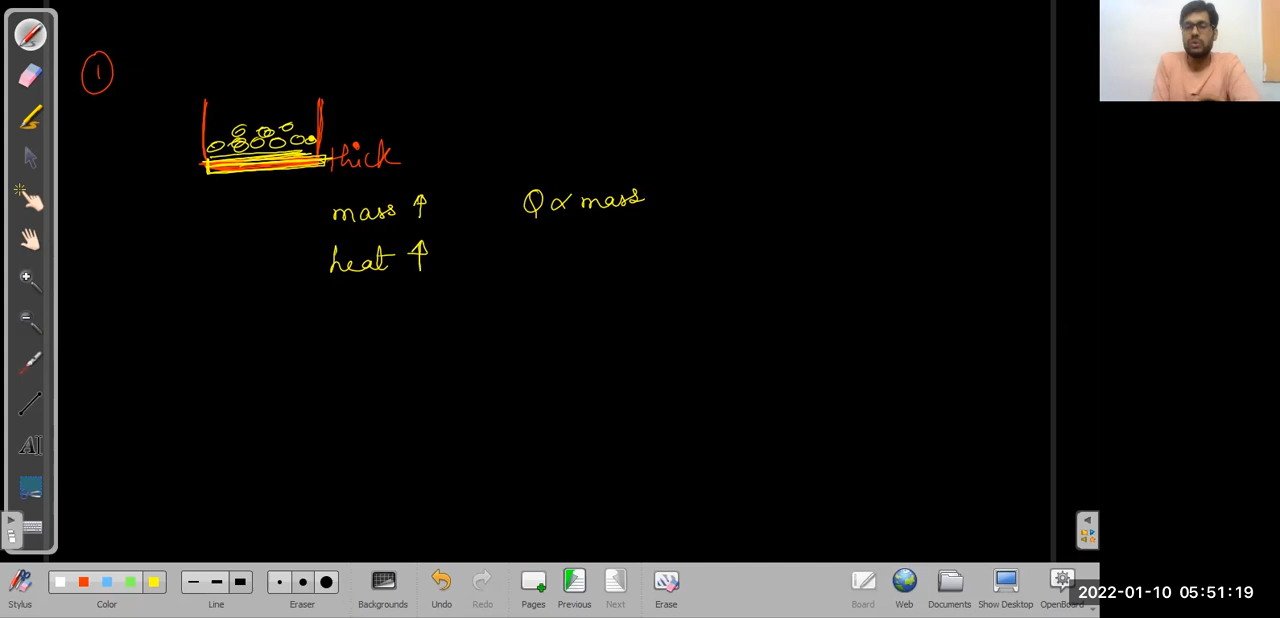 1
thick
mass ↑
Q ∝ mass
heat ↑
AI
Stylus
Color
Line
Eraser
Backgrounds
Undo
Redo
Pages
Previous
Next
Erase
Board
Web
Documents
Show Desktop
OpenBoard
2022-01-10 05:51:19